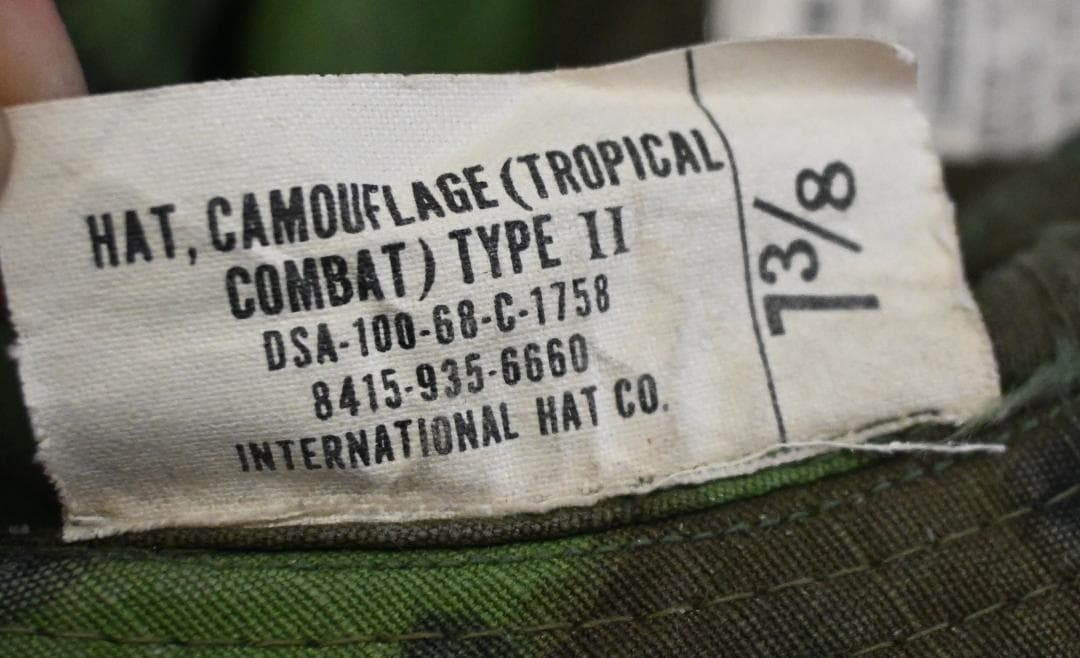 HAT, CAMOUFLAGE (TROPICAL
COMBAT) TYPE II
DSA-100-68-C-1758
8415-935-6660
INTERNATIONAL HAT CO.
7 3/8